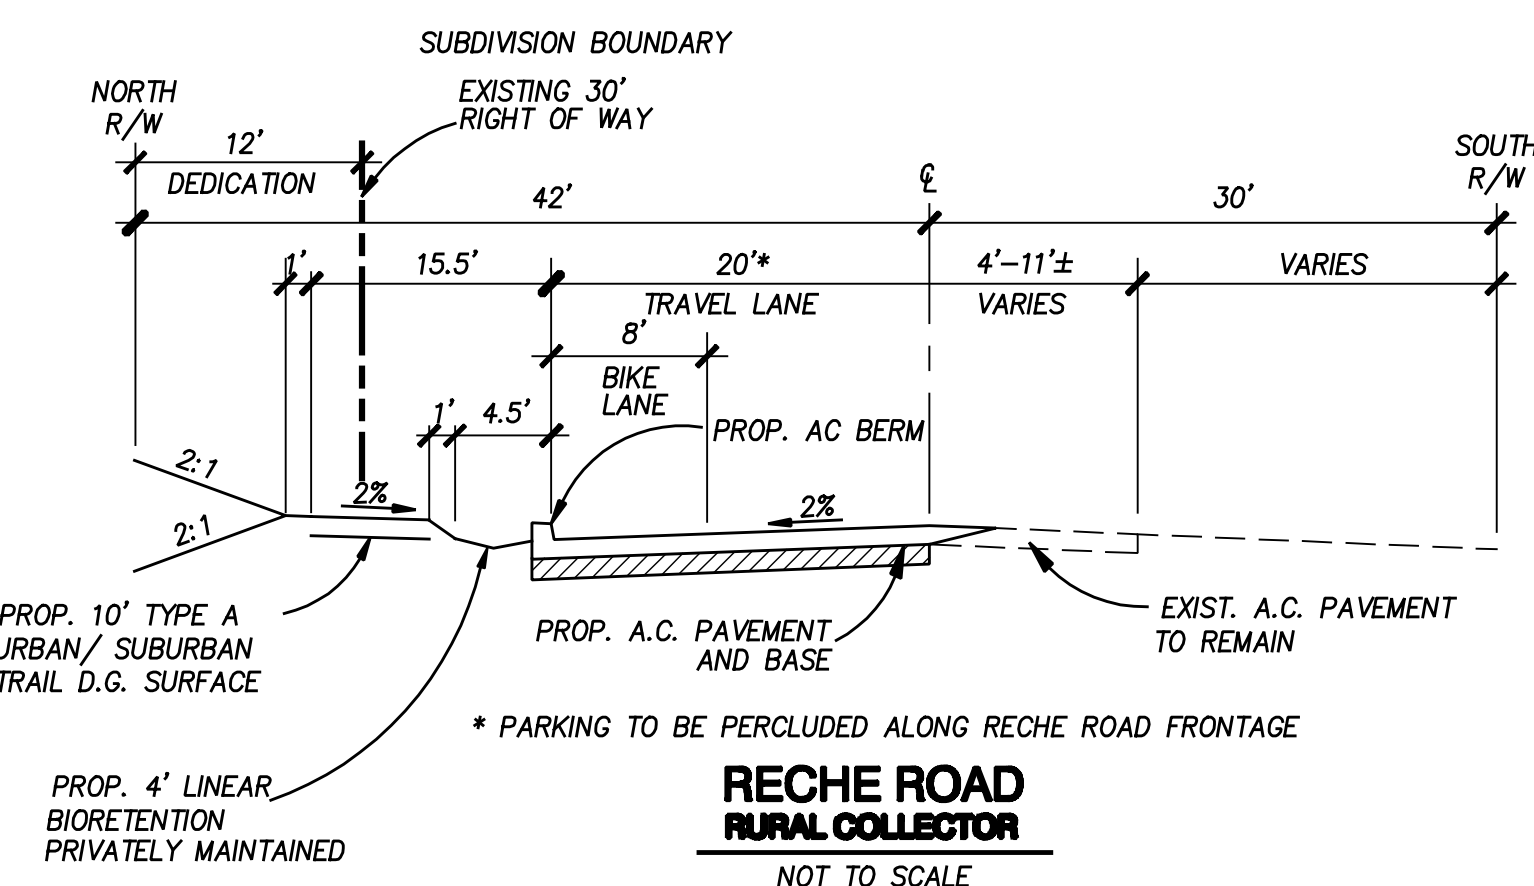 SUBDIVISION BOUNDARY
NORTH
R/W
EXISTING 30'
RIGHT OF WAY
12'
DEDICATION
SOUTH
R/W
℄
42'
30'
1'
15.5'
20'*
TRAVEL LANE
4'-11'±
VARIES
VARIES
8'
BIKE
LANE
1'
4.5'
PROP. AC BERM
2:1
2:1
2%
2%
PROP. 10' TYPE A
URBAN/ SUBURBAN
TRAIL D.G. SURFACE
PROP. A.C. PAVEMENT
AND BASE
EXIST. A.C. PAVEMENT
TO REMAIN
* PARKING TO BE PERCLUDED ALONG RECHE ROAD FRONTAGE
PROP. 4' LINEAR
BIORETENTION
PRIVATELY MAINTAINED
RECHE ROAD
RURAL COLLECTOR
NOT TO SCALE